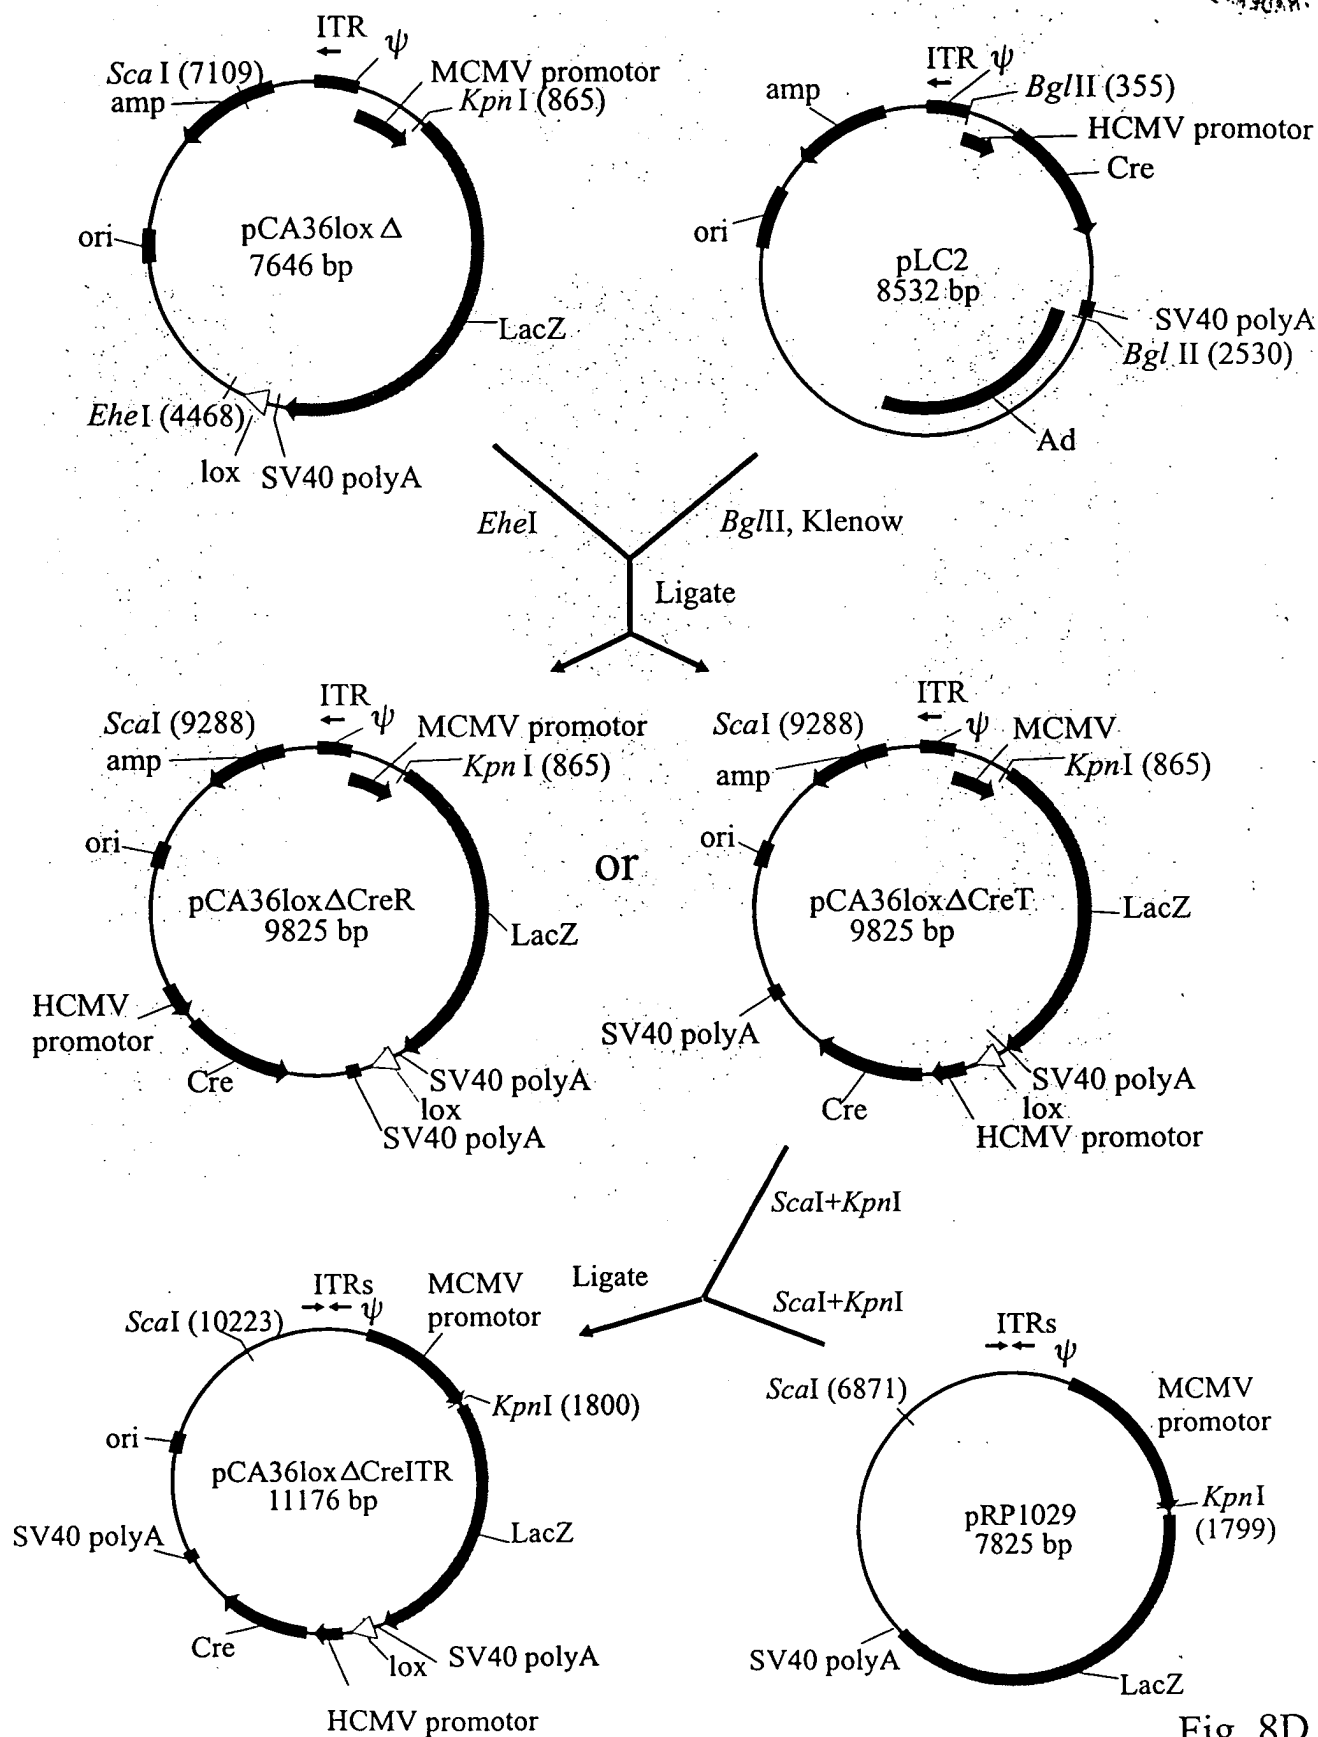 ITR
ψ
Sca I (7109)
amp
MCMV promotor
Kpn I (865)
ori
pCA36lox Δ
7646 bp
LacZ
EheI (4468)
lox
SV40 polyA
ITR
ψ
BglII (355)
amp
HCMV promotor
Cre
ori
pLC2
8532 bp
SV40 polyA
Bgl II (2530)
Ad
EheI
BglII, Klenow
Ligate
ITR
ψ
ScaI (9288)
amp
MCMV promotor
Kpn I (865)
ori
pCA36loxΔCreR
9825 bp
LacZ
HCMV
promotor
Cre
SV40 polyA
lox
SV40 polyA
or
ITR
ψ
ScaI (9288)
amp
MCMV
KpnI (865)
ori
pCA36loxΔCreT
9825 bp
LacZ
SV40 polyA
Cre
SV40 polyA
lox
HCMV promotor
ScaI+KpnI
Ligate
ScaI+KpnI
ITRs
ψ
MCMV
promotor
ScaI (10223)
KpnI (1800)
ori
pCA36loxΔCreITR
11176 bp
LacZ
SV40 polyA
Cre
lox
SV40 polyA
HCMV promotor
ITRs
ψ
ScaI (6871)
MCMV
promotor
KpnI
(1799)
pRP1029
7825 bp
SV40 polyA
LacZ
Fig. 8D